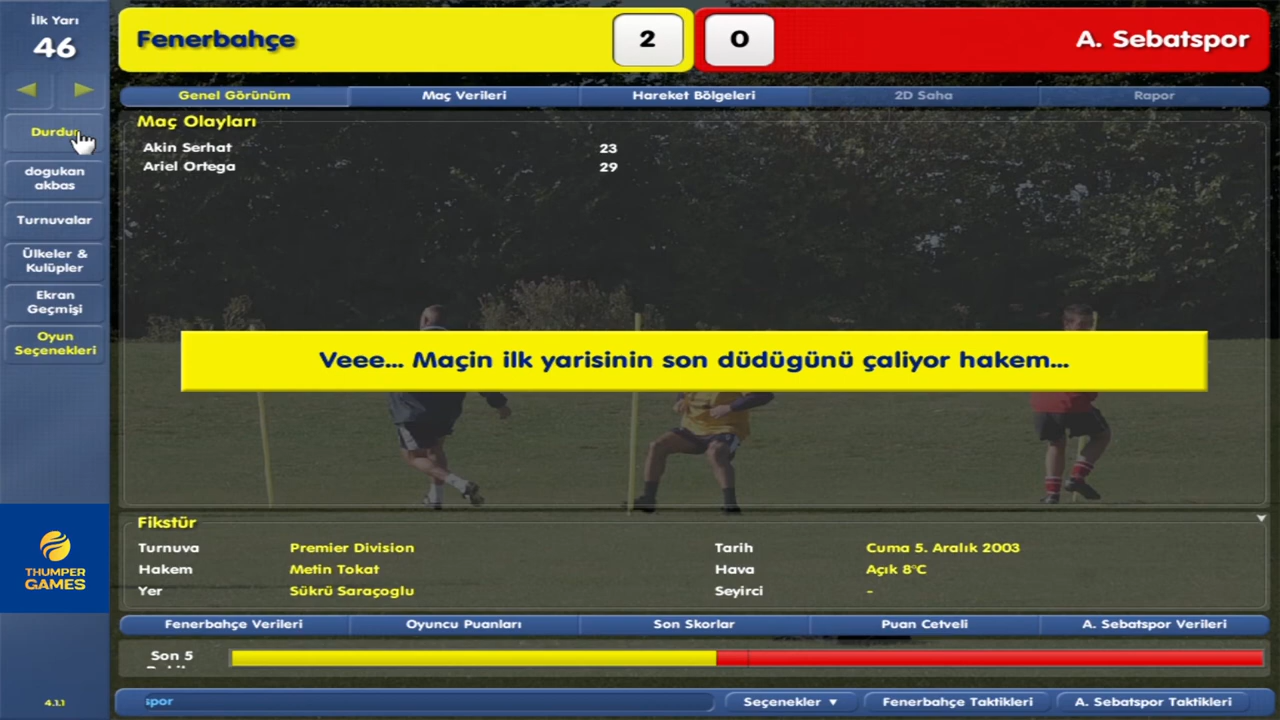 İlk Yarı
46
Fenerbahçe
2
0
A. Sebatspor
Genel Görünüm
Maç Verileri
Hareket Bölgeleri
2D Saha
Rapor
Durdur
dogukan
akbas
Turnuvalar
Ülkeler &
Kulüpler
Ekran
Geçmişi
Oyun
Seçenekleri
Maç Olayları
Akin Serhat 23
Ariel Ortega 29
Veee... Maçin ilk yarisinin son düdügünü çaliyor hakem...
THUMPER
GAMES
Fikstür
Turnuva Premier Division Tarih Cuma 5. Aralık 2003
Hakem Metin Tokat Hava Açık 8°C
Yer Sükrü Saraçoglu Seyirci -
Fenerbahçe Verileri
Oyuncu Puanları
Son Skorlar
Puan Cetveli
A. Sebatspor Verileri
Son 5
4.1.1
spor
Seçenekler ▼
Fenerbahçe Taktikleri
A. Sebatspor Taktikleri